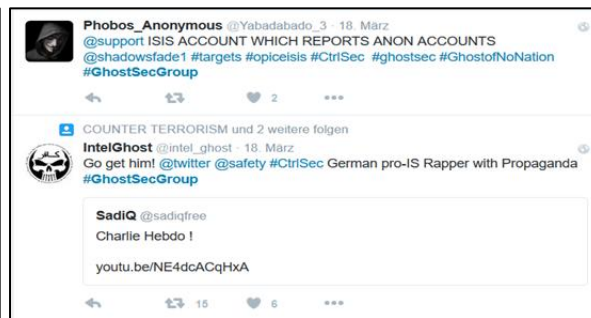 Phobos_Anonymous @Yabadabado_3 · 18. März
@support ISIS ACCOUNT WHICH REPORTS ANON ACCOUNTS
@shadowsfade1 #targets #opiceisis #CtrlSec #ghostsec #GhostofNoNation
#GhostSecGroup
2
COUNTER TERRORISM und 2 weitere folgen
IntelGhost @intel_ghost · 18. März
Go get him! @twitter @safety #CtrlSec German pro-IS Rapper with Propaganda
#GhostSecGroup
SadiQ @sadiqfree
Charlie Hebdo !
youtu.be/NE4dcACqHxA
15 6